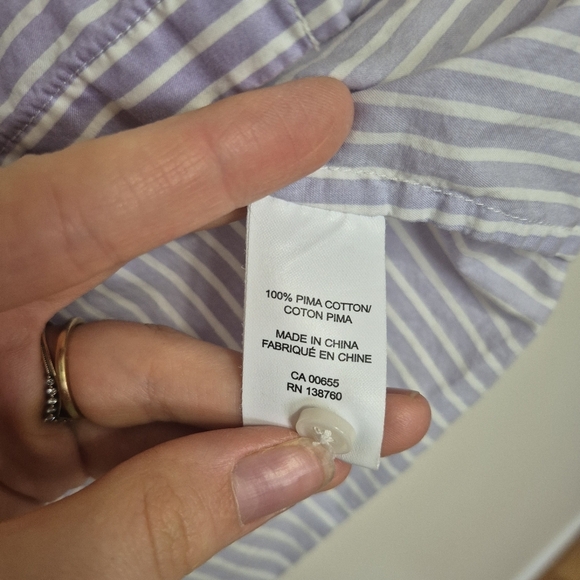 100% PIMA COTTON/
COTON PIMA
MADE IN CHINA
FABRIQUÉ EN CHINE
CA 00655
RN 138760